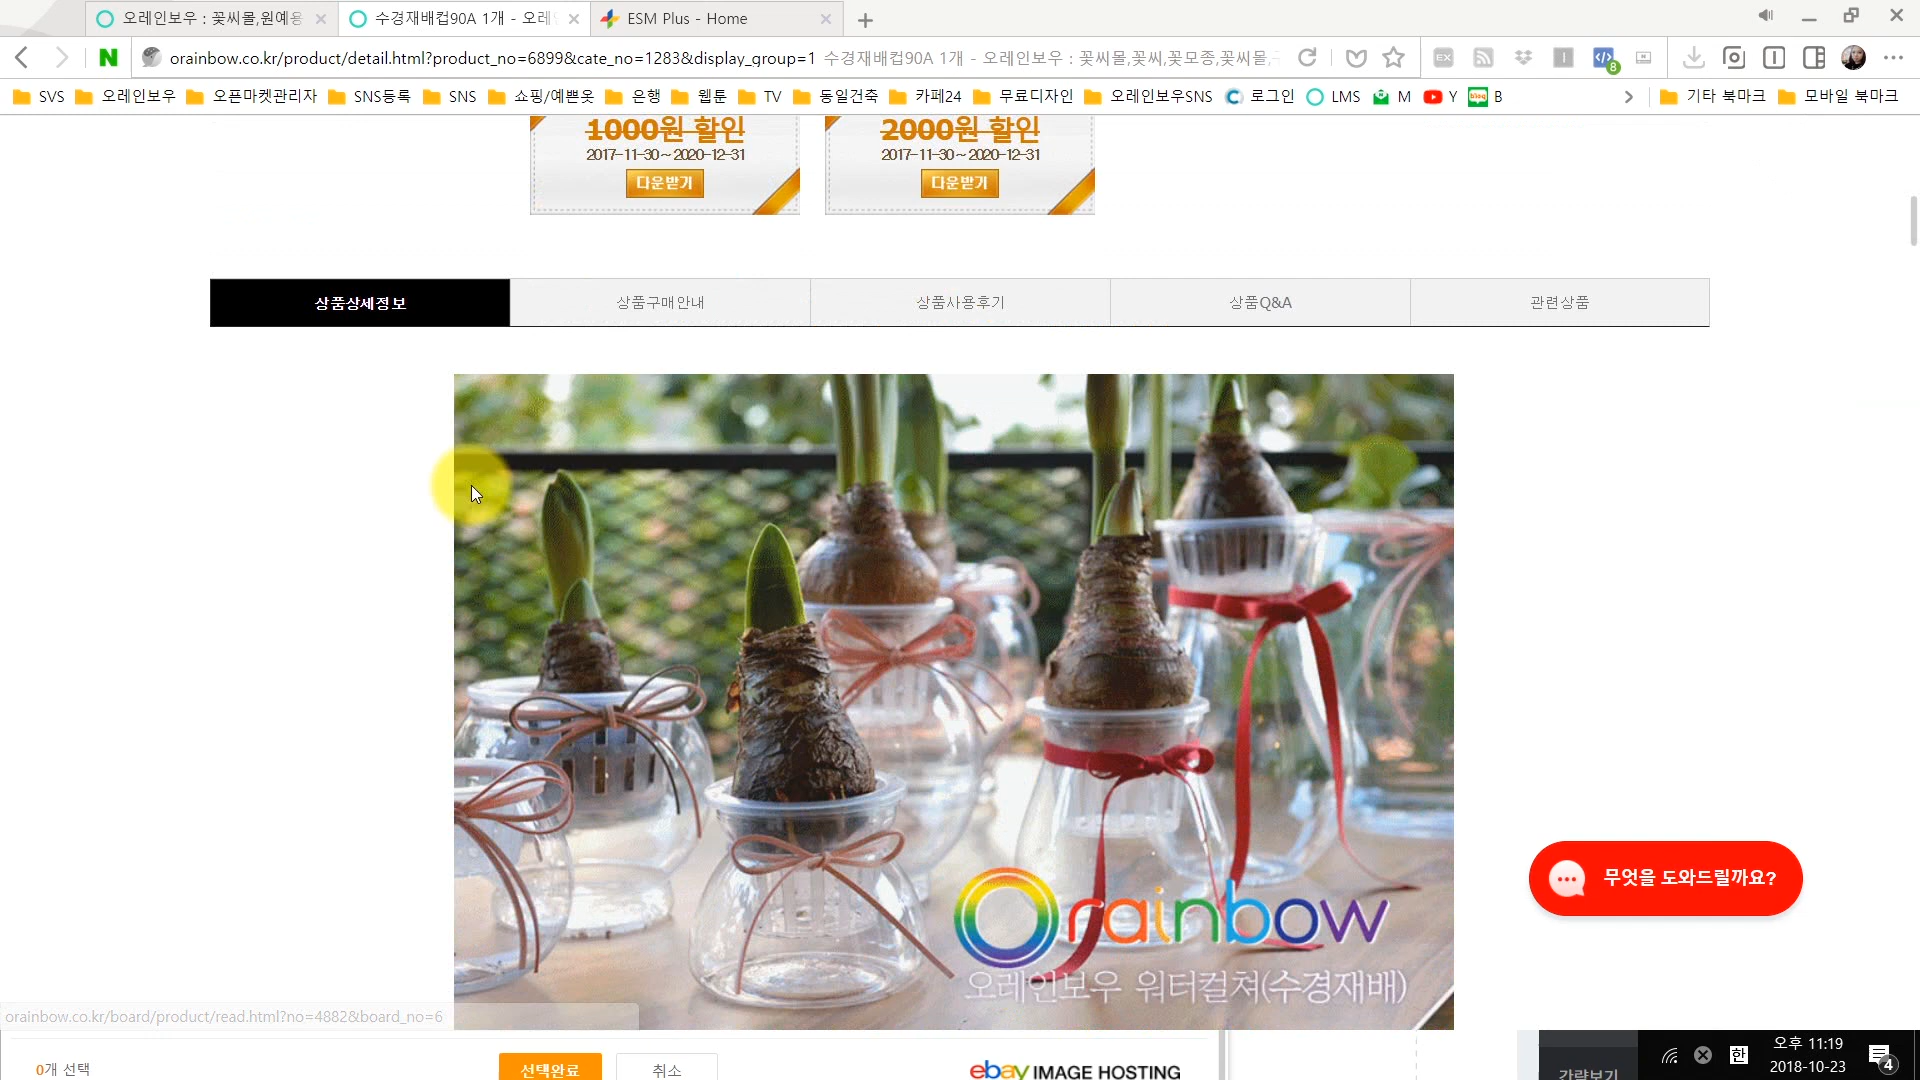 오레인보우 : 꽃씨몰,원예용
수경재배컵90A 1개 - 오레인
ESM Plus - Home
N
orainbow.co.kr/product/detail.html?product_no=6899&cate_no=1283&display_group=1
수경재배컵90A 1개 - 오레인보우 : 꽃씨몰,꽃씨,꽃모종,꽃씨몰,
EX
8
SVS
오레인보우
오픈마켓관리자
SNS등록
SNS
쇼핑/예쁜옷
은행
웹툰
TV
동일건축
카페24
무료디자인
오레인보우SNS
로그인
LMS
M
Y
blog
B
기타 북마크
모바일 북마크
1000원 할인
2017-11-30~2020-12-31
다운받기
2000원 할인
2017-11-30~2020-12-31
다운받기
상품상세정보
상품구매안내
상품사용후기
상품Q&A
관련상품
Orainbow
오레인보우 워터컬쳐(수경재배)
무엇을 도와드릴까요?
orainbow.co.kr/board/product/read.html?no=4882&board_no=6
0개 선택
선택완료
취소
ebay IMAGE HOSTING
간략보기
한
오후 11:19
2018-10-23
4